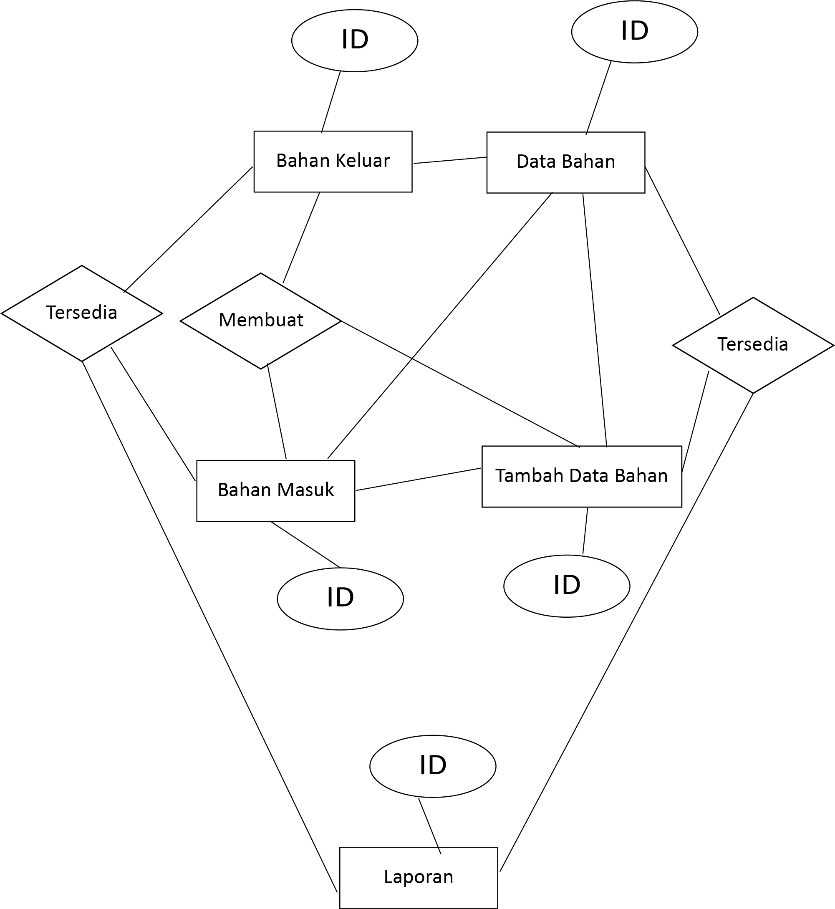 ID
ID
Bahan Keluar
Data Bahan
Tersedia
Membuat
Tersedia
Bahan Masuk
Tambah Data Bahan
ID
ID
ID
Laporan